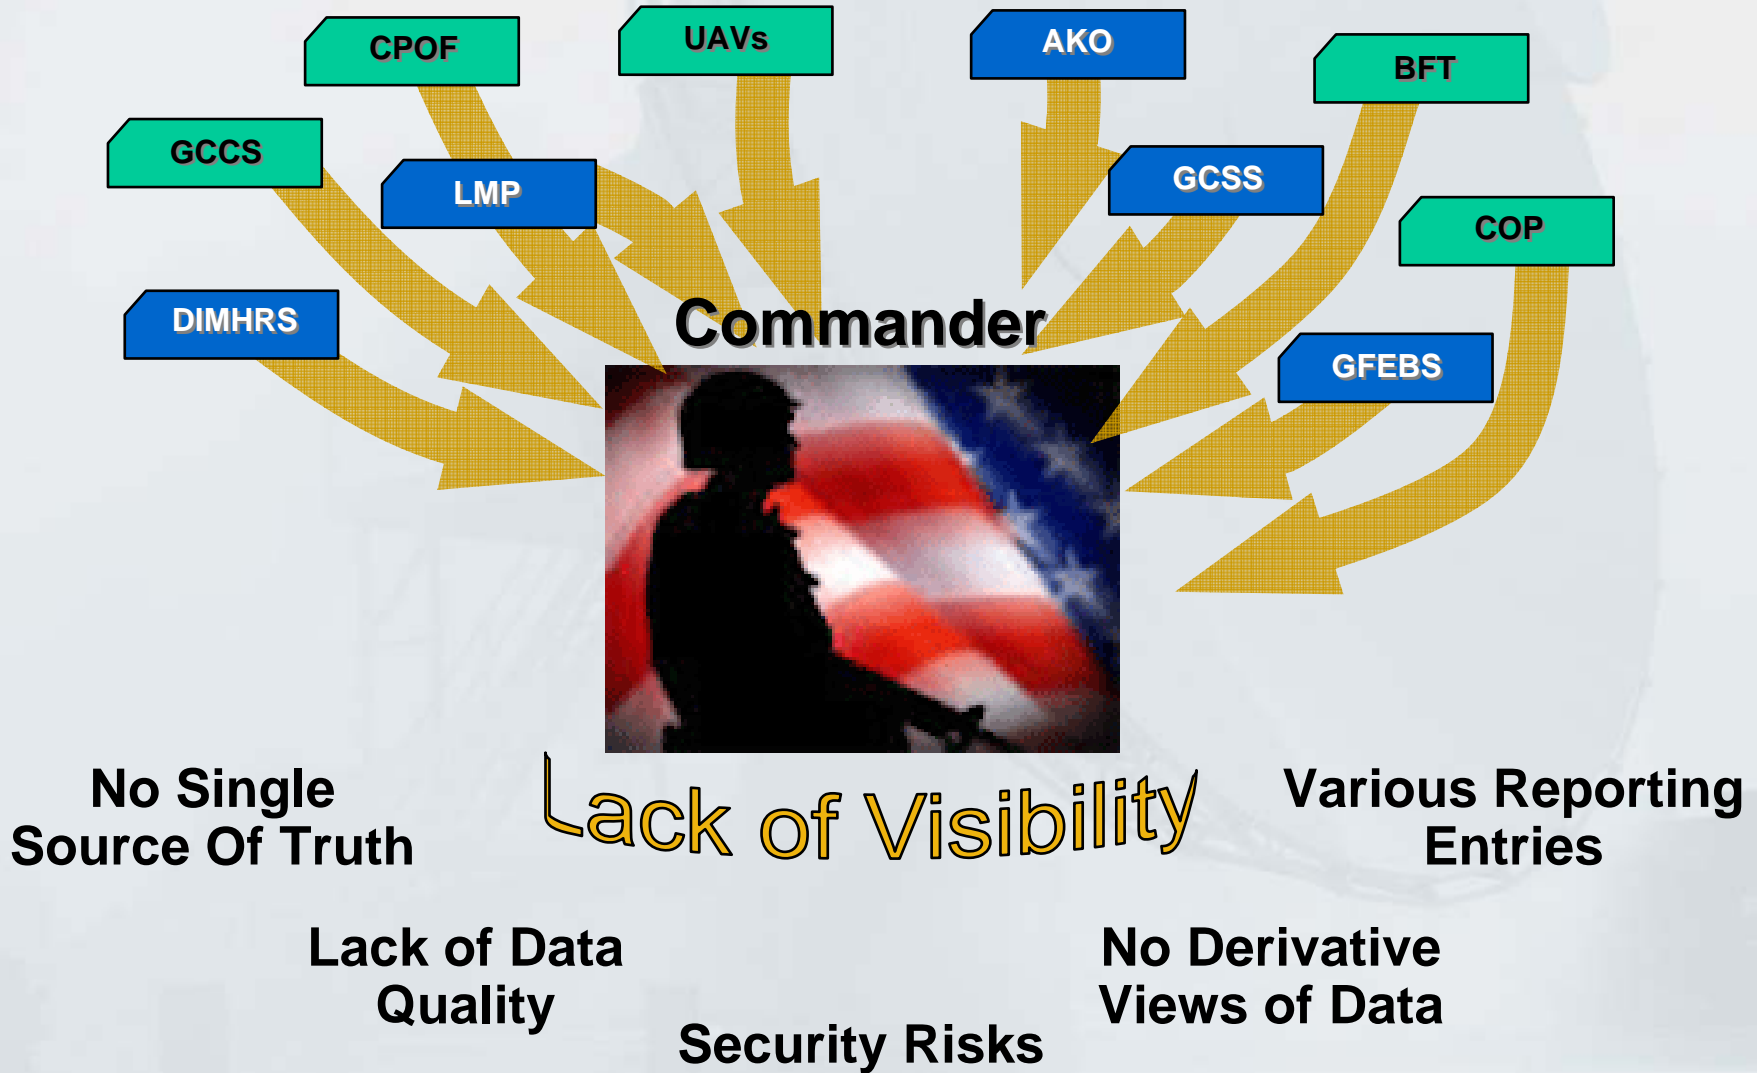 UAVs
AKO
CPOF
BFT
GCCS
LMP
GCSS
COP
DIMHRS
Commander
GFEBS
No Single
Source Of Truth
Lack of Visibility
Various Reporting
Entries
Lack of Data
Quality
No Derivative
Views of Data
Security Risks